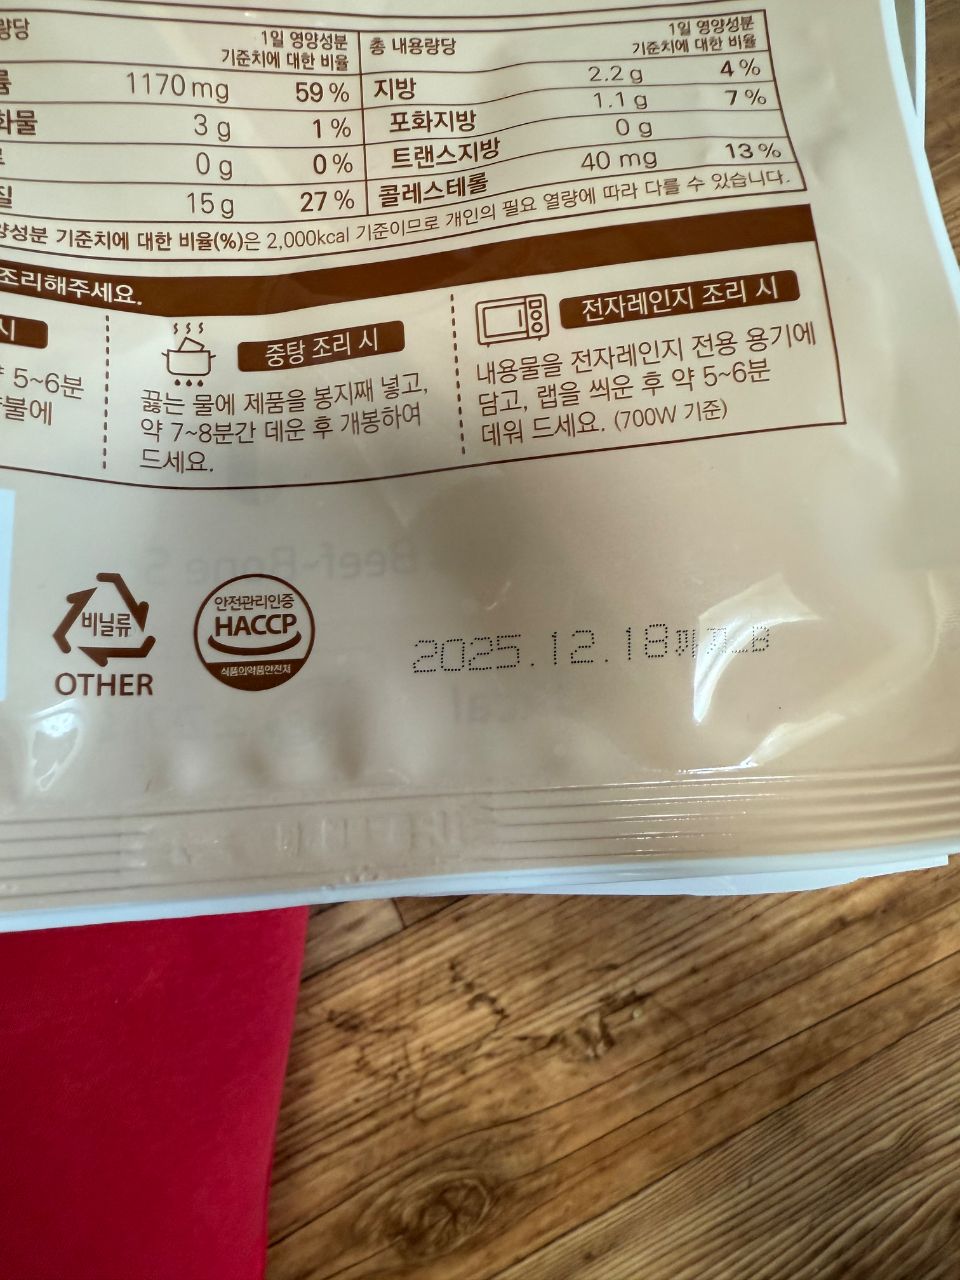 1일 영양성분
기준치에 대한 비율
1170 mg 59 %
3 g 1 %
0 g 0 %
15 g 27 %
총 내용량당 1일 영양성분
기준치에 대한 비율
지방 2.2 g 4 %
포화지방 1.1 g 7 %
트랜스지방 0 g
콜레스테롤 40 mg 13 %
기준치에 대한 비율(%)은 2,000kcal 기준이므로 개인의 필요 열량에 따라 다를 수 있습니다.
조리해주세요.
시
5~6분
불에
중탕 조리 시
끓는 물에 제품을 봉지째 넣고,
약 7~8분간 데운 후 개봉하여
드세요.
전자레인지 조리 시
내용물을 전자레인지 전용 용기에
담고, 랩을 씌운 후 약 5~6분
데워 드세요. (700W 기준)
비닐류
OTHER
안전관리인증
HACCP
식품의약품안전처
2025.12.18까지